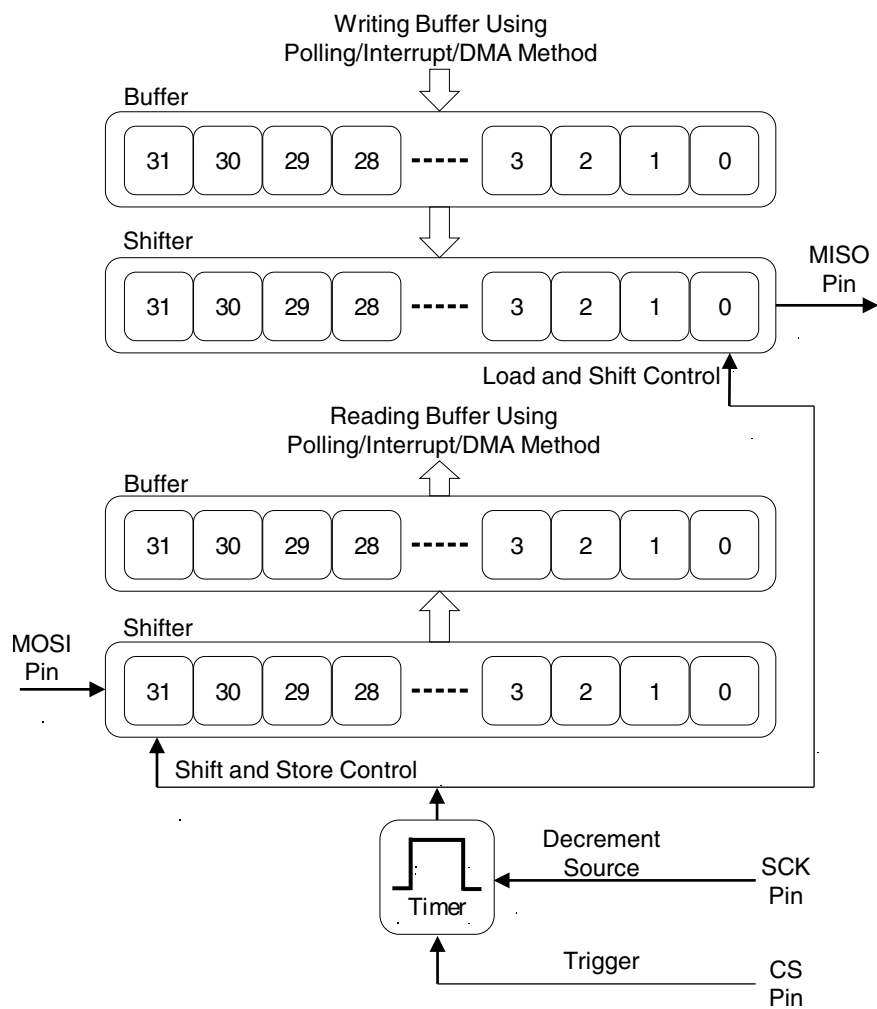 Writing Buffer Using
Polling/Interrupt/DMA Method
Buffer
31 30 29 28 ----- 3 2 1 0
Shifter
31 30 29 28 ----- 3 2 1 0
MISO
Pin
Load and Shift Control
Reading Buffer Using
Polling/Interrupt/DMA Method
Buffer
31 30 29 28 ----- 3 2 1 0
Shifter
MOSI
Pin
31 30 29 28 ----- 3 2 1 0
Shift and Store Control
Decrement
Source
SCK
Pin
Timer
Trigger
CS
Pin